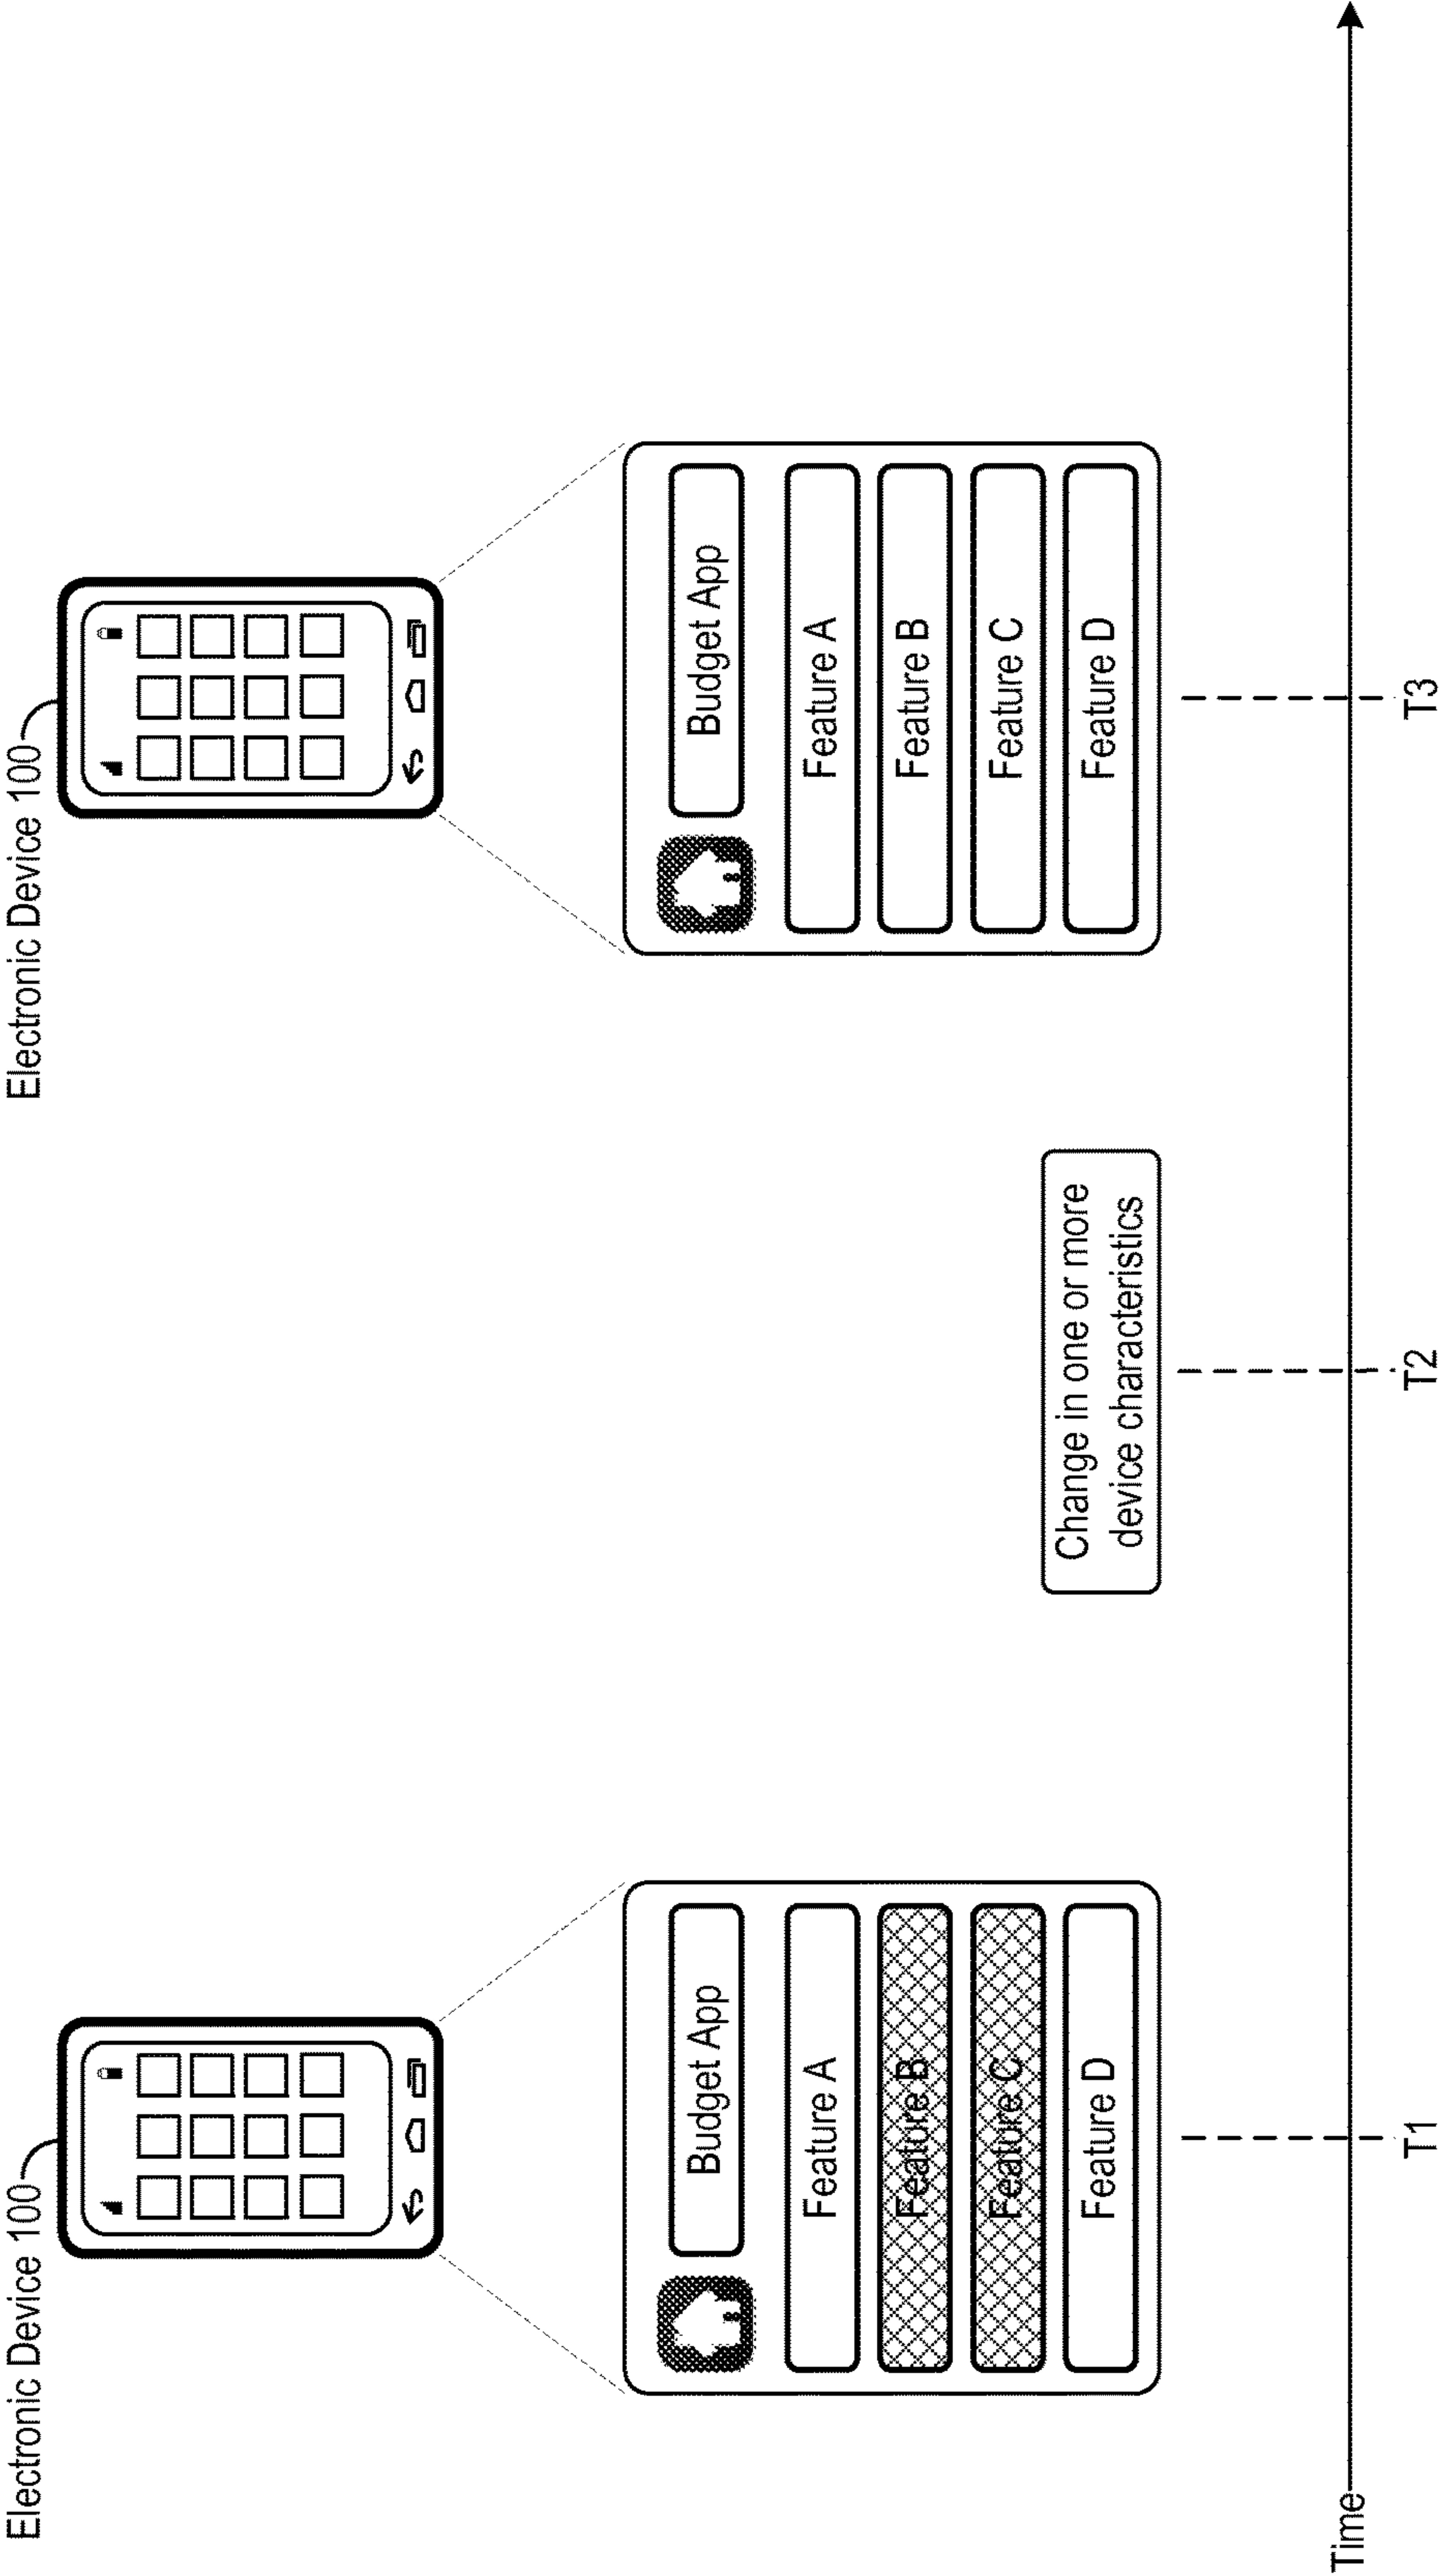 Electronic Device 100
Electronic Device 100
Budget App
Feature A
Feature B
Feature C
Feature D
Change in one or more
device characteristics
Budget App
Feature A
Feature B
Feature C
Feature D
Time
T1
T2
T3